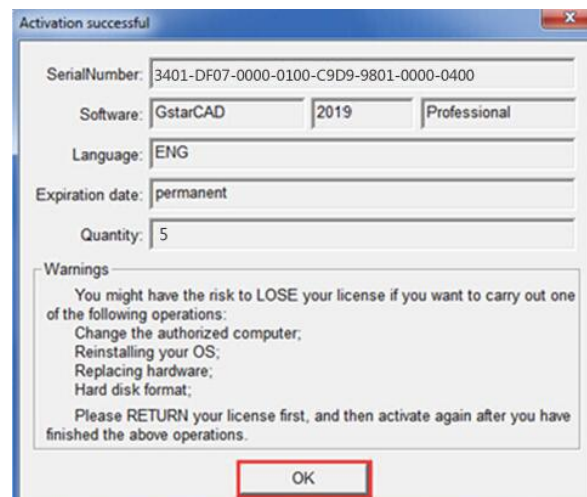 Activation successful
SerialNumber: 3401-DF07-0000-0100-C9D9-9801-0000-0400
Software: GstarCAD 2019 Professional
Language: ENG
Expiration date: permanent
Quantity: 5
Warnings
You might have the risk to LOSE your license if you want to carry out one
of the following operations:
Change the authorized computer;
Reinstalling your OS;
Replacing hardware;
Hard disk format;
Please RETURN your license first, and then activate again after you have
finished the above operations.
OK